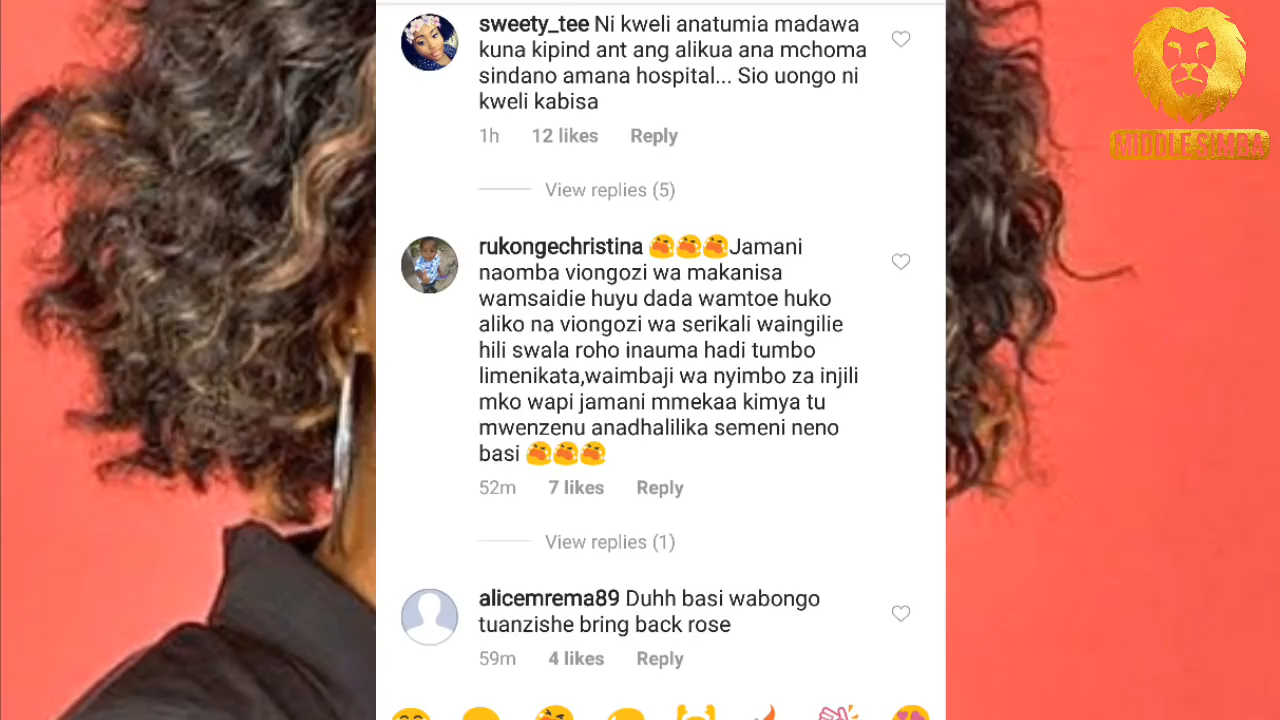 sweety_tee Ni kweli anatumia madawa
kuna kipind ant ang alikua ana mchoma
sindano amana hospital... Sio uongo ni
kweli kabisa
1h 12 likes Reply
View replies (5)
rukongechristina 😭😭😭Jamani
naomba viongozi wa makanisa
wamsaidie huyu dada wamtoe huko
aliko na viongozi wa serikali waingilie
hili swala roho inauma hadi tumbo
limenikata,waimbaji wa nyimbo za injili
mko wapi jamani mmekaa kimya tu
mwenzenu anadhalilika semeni neno
basi 😭😭😭
52m 7 likes Reply
View replies (1)
alicemrema89 Duhh basi wabongo
tuanzishe bring back rose
59m 4 likes Reply
MIDDLE SIMBA